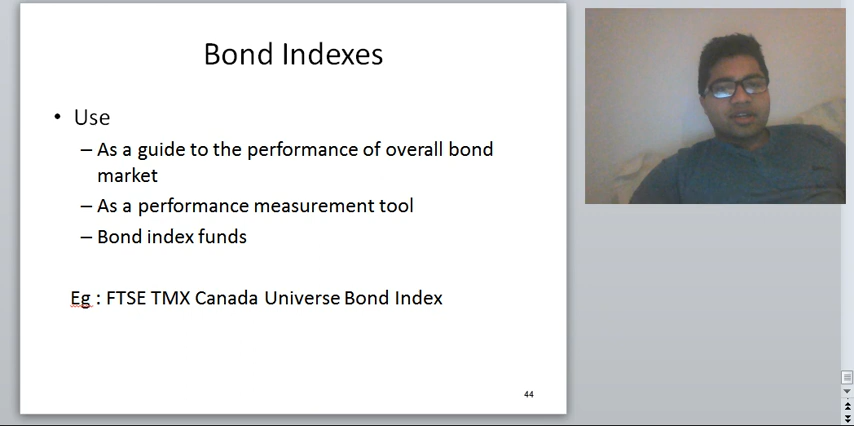 Bond Indexes
• Use
– As a guide to the performance of overall bond
market
– As a performance measurement tool
– Bond index funds
Eg : FTSE TMX Canada Universe Bond Index
44